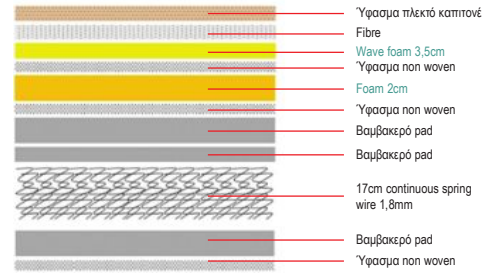 Ύφασμα πλεκτό καπιτονέ
Fibre
Wave foam 3,5cm
Ύφασμα non woven
Foam 2cm
Ύφασμα non woven
Βαμβακερό pad
Βαμβακερό pad
17cm continuous spring
wire 1,8mm
Βαμβακερό pad
Ύφασμα non woven